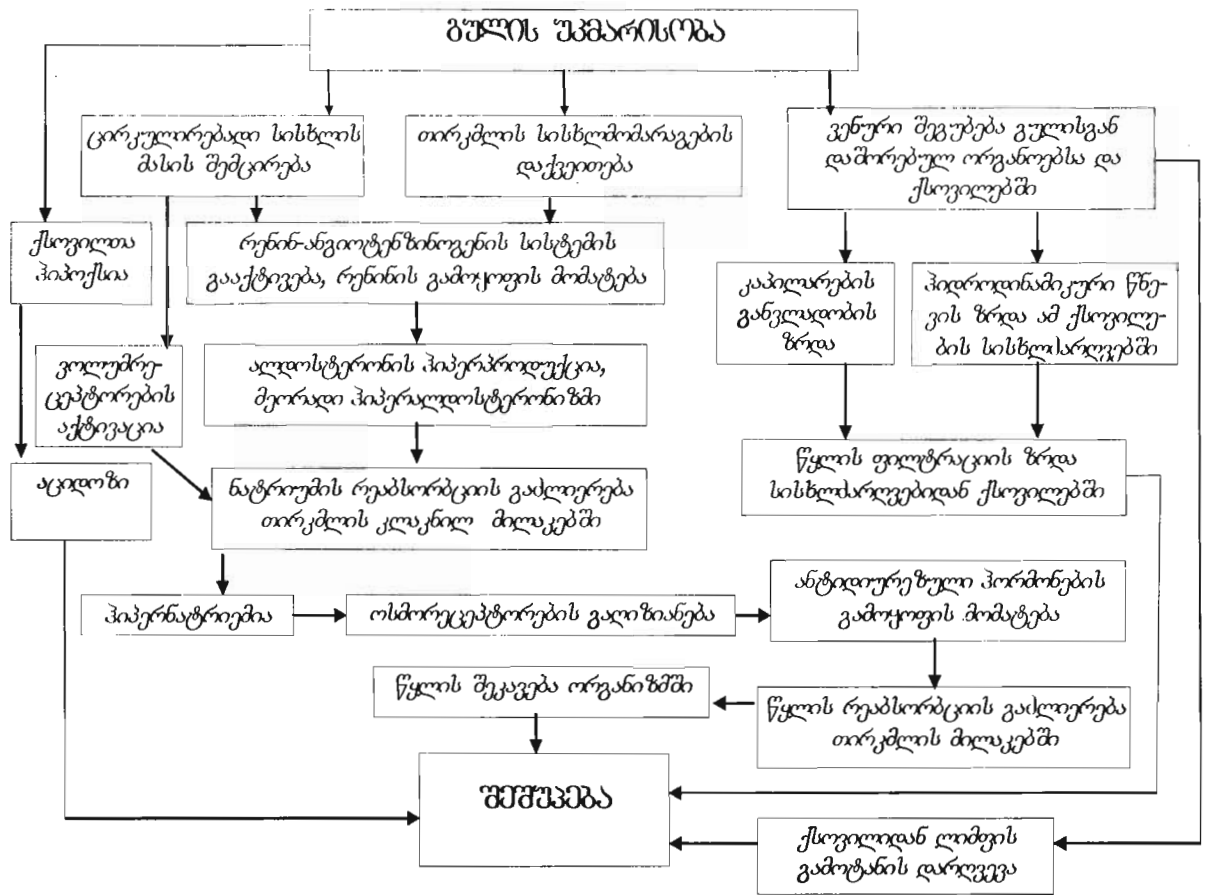 გულის უკმარისობა
ცირკულირებადი სისხლის
მასის შემცირება
თირკმლის სისხლმომარაგების
დაქვეითება
ვენური შეგუბება გულისგან
დაშორებულ ორგანოებსა და
ქსოვილებში
ქსოვილთა
ჰიპოქსია
რენინ-ანგიოტენზინოგენის სისტემის
გააქტივება, რენინის გამოყოფის მომატება
კაპილარების
განვლადობის
ზრდა
ჰიდროდინამიკური წნე-
ვის ზრდა ამ ქსოვილე-
ბის სისხლძარღვებში
ვოლუმრე-
ცეპტორების
აქტივაცია
ალდოსტერონის ჰიპერპროდუქცია,
მეორადი ჰიპერალდოსტერონიზმი
აციდოზი
ნატრიუმის რეაბსორბციის გაძლიერება
თირკმლის კლაკნილ მილაკებში
წყლის ფილტრაციის ზრდა
სისხლძარღვებიდან ქსოვილებში
ჰიპერნატრიემია
ოსმორეცეპტორების გაღიზიანება
ანტიდიურეზული ჰორმონების
გამოყოფის მომატება
წყლის შეკავება ორგანიზმში
წყლის რეაბსორბციის გაძლიერება
თირკმლის მილაკებში
შეშუპება
ქსოვილიდან ლიმფის
გამოტანის დარღვევა